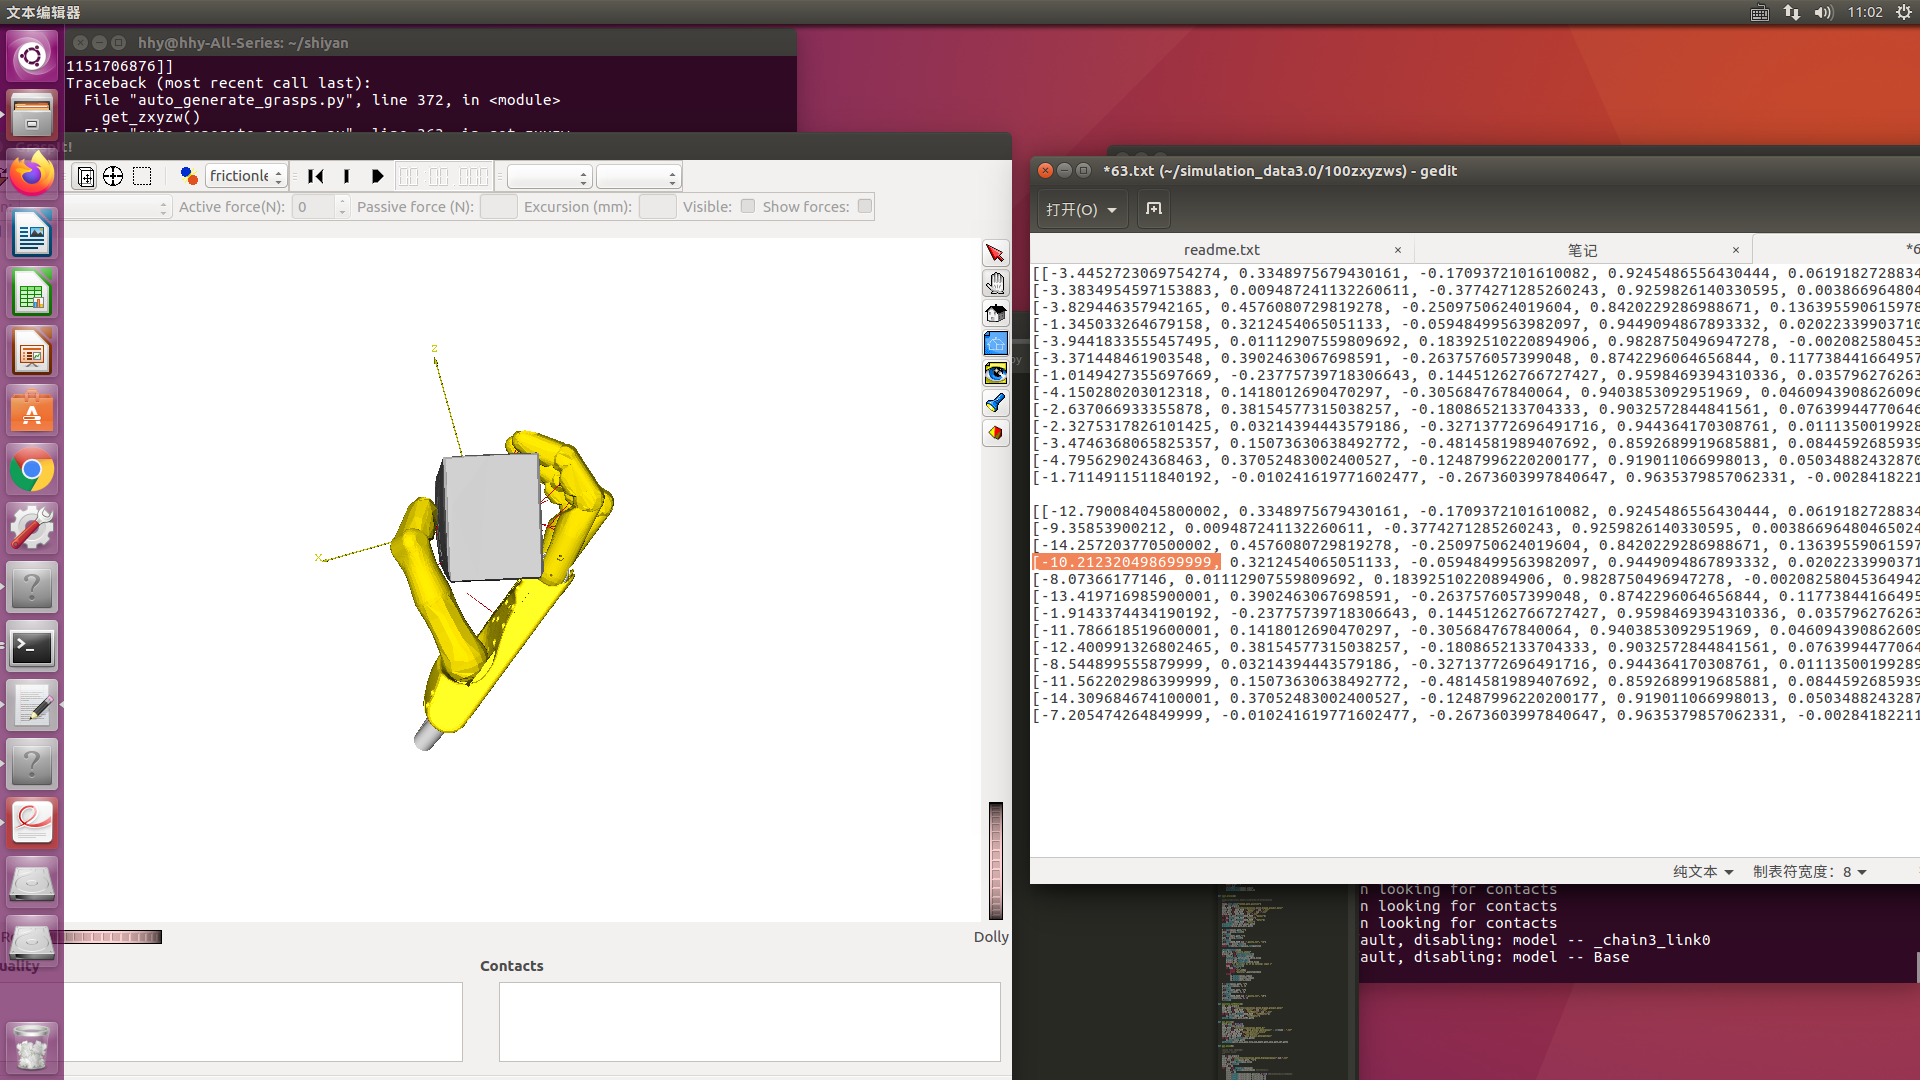 文本编辑器
11:02
hhy@hhy-All-Series: ~/shiyan
1151706876]]
Traceback (most recent call last):
File "auto_generate_grasps.py", line 372, in <module>
get_zxyzw()
frictionle
Active force(N):
0
Passive force (N):
Excursion (mm):
Visible:
Show forces:
z
x
Dolly
uality
Contacts
*63.txt (~/simulation_data3.0/100zxyzws) - gedit
打开(O)
readme.txt
笔记
*6
[[-3.4452723069754274, 0.3348975679430161, -0.1709372101610082, 0.9245486556430444, 0.0619182728834
[-3.3834954597153883, 0.009487241132260611, -0.3774271285260243, 0.9259826140330595, 0.003866964804
[-3.829446357942165, 0.4576080729819278, -0.2509750624019604, 0.8420229286988671, 0.136395590615978
[-1.345033264679158, 0.3212454065051133, -0.05948499563982097, 0.9449094867893332, 0.02022339903710
[-3.9441833555457495, 0.01112907559809692, 0.18392510220894906, 0.9828750496947278, -0.002082580453
[-3.371448461903548, 0.3902463067698591, -0.2637576057399048, 0.8742296064656844, 0.117738441664957
[-1.0149427355697669, -0.23775739718306643, 0.14451262766727427, 0.9598469394310336, 0.035796276263
[-4.150280203012318, 0.1418012690470297, -0.305684767840064, 0.9403853092951969, 0.0460943908626096
[-2.637066933355878, 0.38154577315038257, -0.1808652133704333, 0.9032572844841561, 0.07639944770646
[-2.3275317826101425, 0.03214394443579186, -0.32713772696491716, 0.944364170308761, 0.0111350019928
[-3.4746368065825357, 0.15073630638492772, -0.4814581989407692, 0.8592689919685881, 0.0844592685939
[-4.795629024368463, 0.37052483002400527, -0.12487996220200177, 0.919011066998013, 0.05034882432870
[-1.7114911511840192, -0.010241619771602477, -0.2673603997840647, 0.9635379857062331, -0.0028418221
[[-12.790084045800002, 0.3348975679430161, -0.1709372101610082, 0.9245486556430444, 0.0619182728834
[-9.35853900212, 0.009487241132260611, -0.3774271285260243, 0.9259826140330595, 0.00386696480465024
[-14.257203770500002, 0.4576080729819278, -0.2509750624019604, 0.8420229286988671, 0.13639559061597
[-10.212320498699999, 0.3212454065051133, -0.05948499563982097, 0.9449094867893332, 0.0202233990371
[-8.07366177146, 0.01112907559809692, 0.18392510220894906, 0.9828750496947278, -0.00208258045364942
[-13.419716985900001, 0.3902463067698591, -0.2637576057399048, 0.8742296064656844, 0.11773844166495
[-1.9143374434190192, -0.23775739718306643, 0.14451262766727427, 0.9598469394310336, 0.035796276263
[-11.786618519600001, 0.1418012690470297, -0.305684767840064, 0.9403853092951969, 0.046094390862609
[-12.400991326802465, 0.38154577315038257, -0.1808652133704333, 0.9032572844841561, 0.0763994477064
[-8.544899555879999, 0.03214394443579186, -0.32713772696491716, 0.944364170308761, 0.01113500199289
[-11.562202986399999, 0.15073630638492772, -0.4814581989407692, 0.8592689919685881, 0.0844592685939
[-14.309684674100001, 0.37052483002400527, -0.12487996220200177, 0.919011066998013, 0.0503488243287
[-7.205474264849999, -0.010241619771602477, -0.2673603997840647, 0.9635379857062331, -0.00284182211
纯文本
制表符宽度：8
n looking for contacts
n looking for contacts
n looking for contacts
ault, disabling: model -- _chain3_link0
ault, disabling: model -- Base